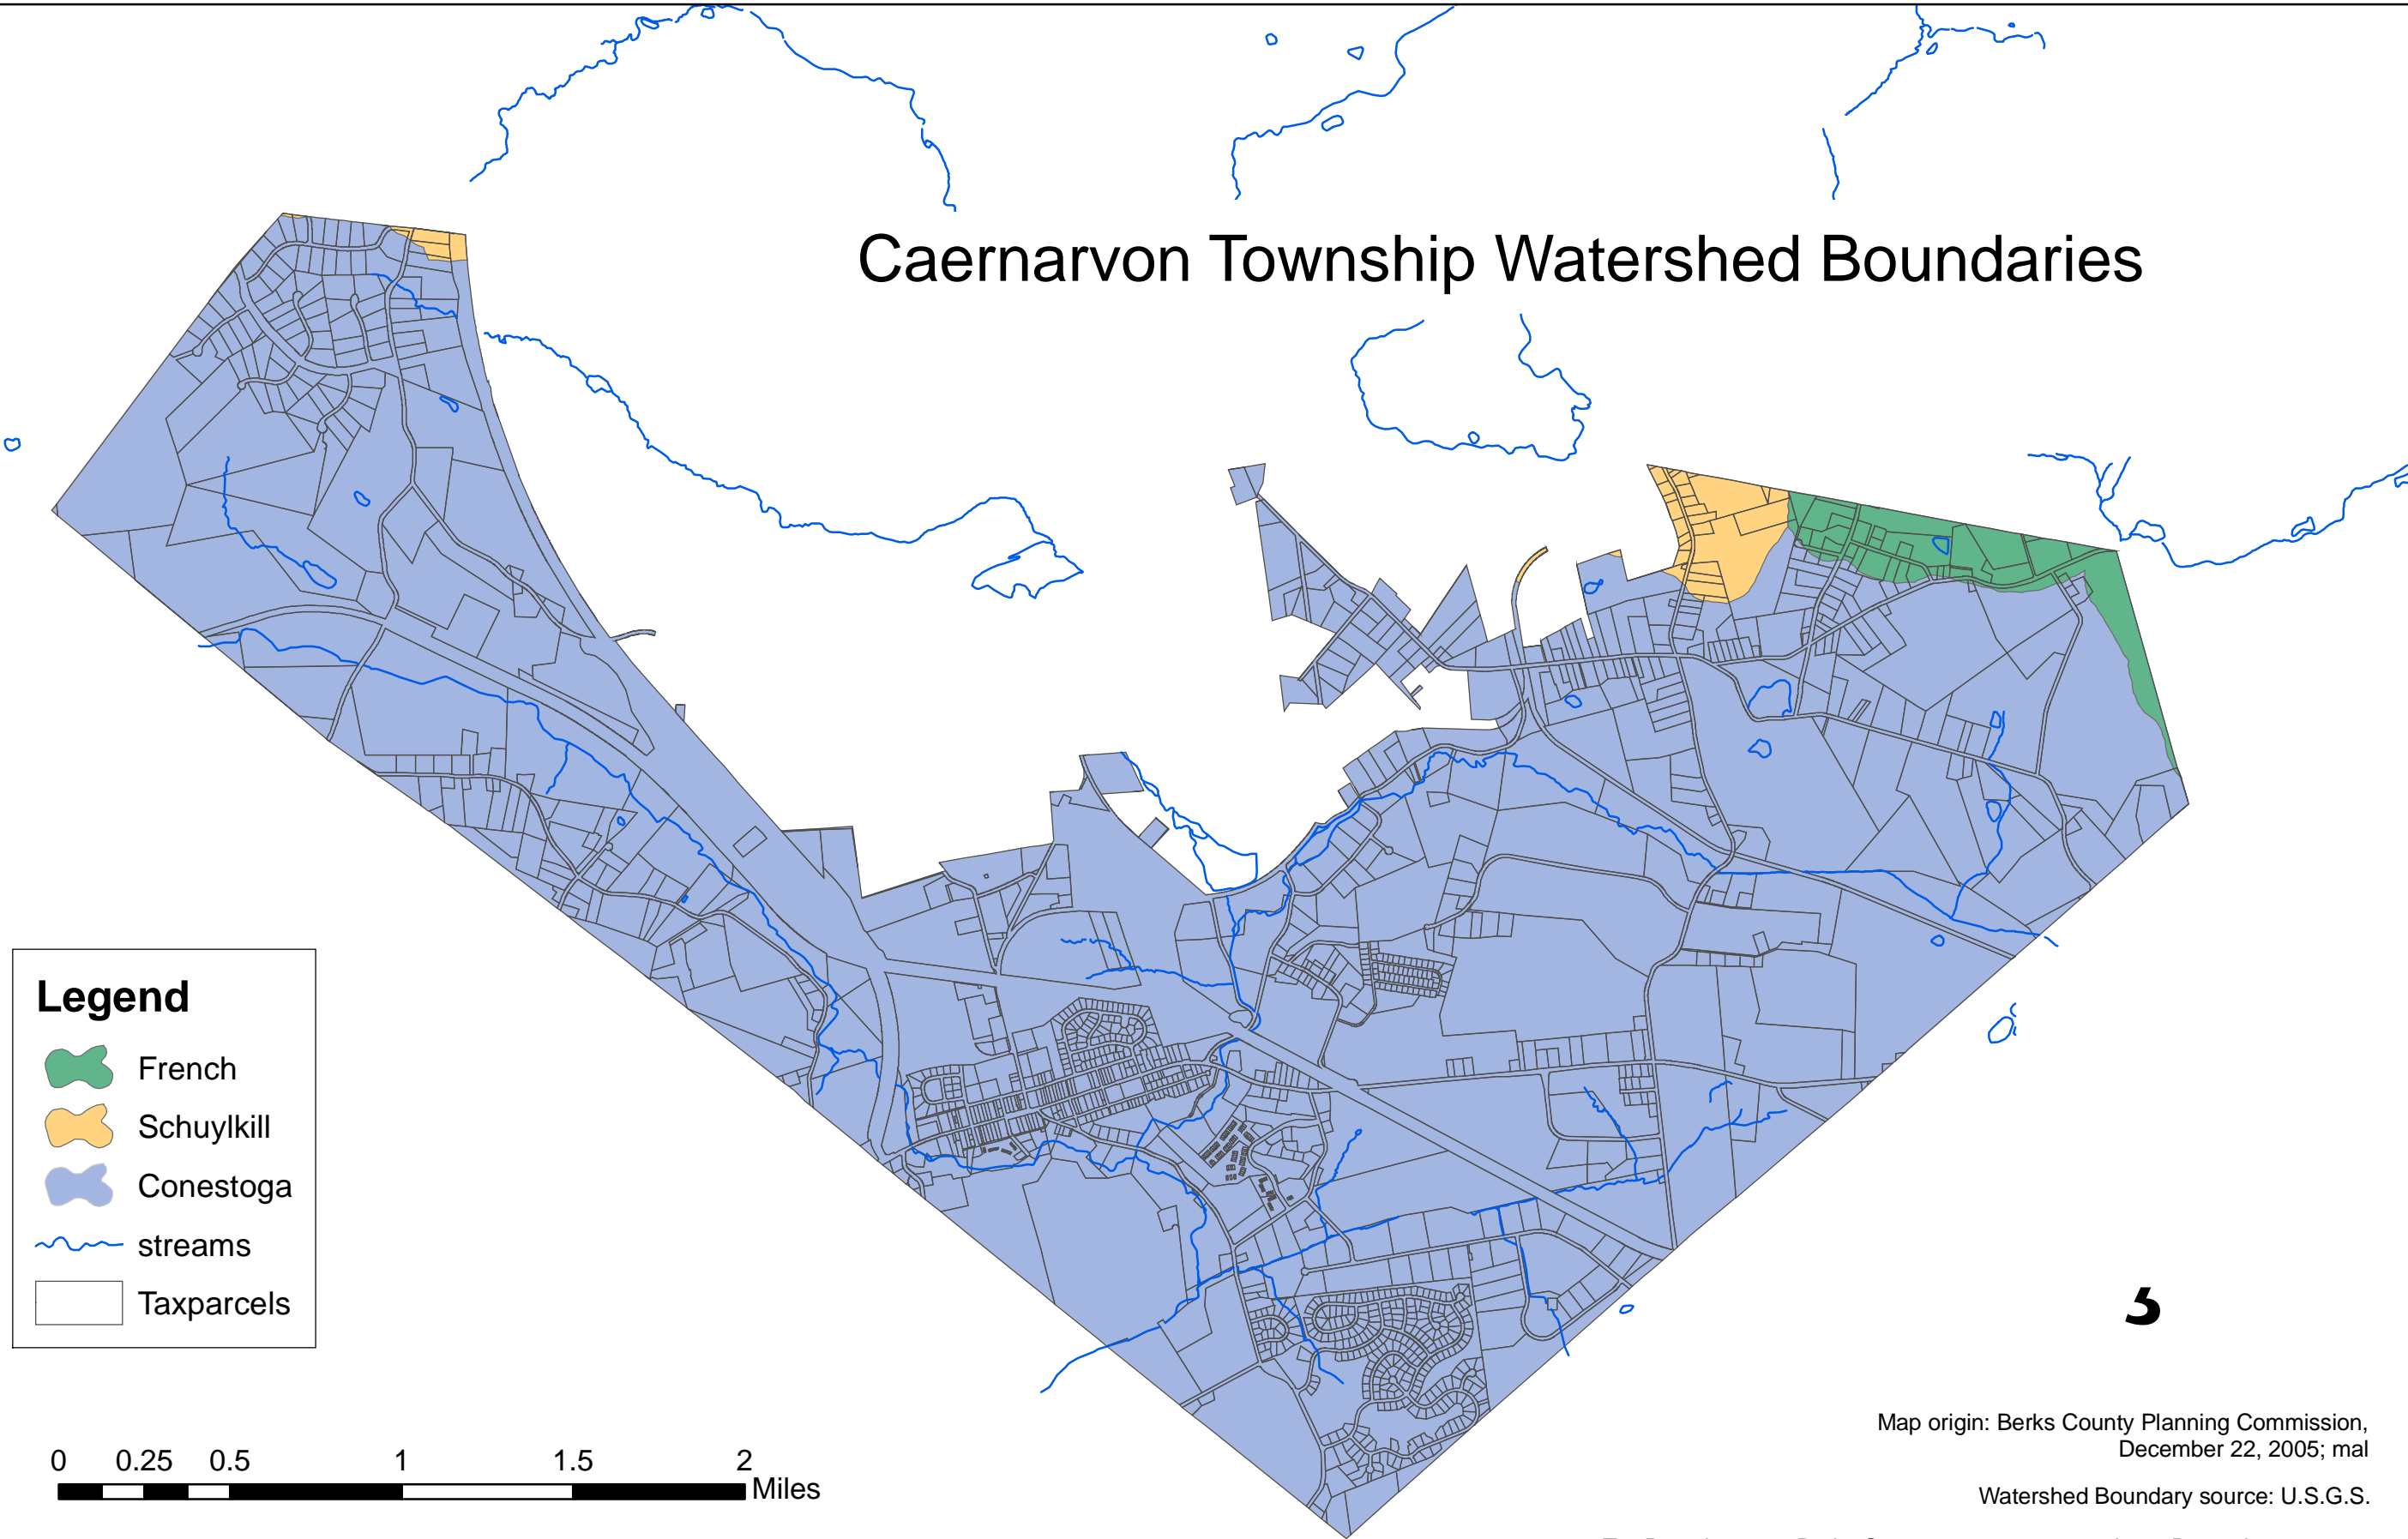 Caernarvon Township Watershed Boundaries
Legend
French
Schuylkill
Conestoga
streams
Taxparcels
0 0.25 0.5 1 1.5 2
Miles
Map origin: Berks County Planning Commission,
December 22, 2005; mal
Watershed Boundary source: U.S.G.S.